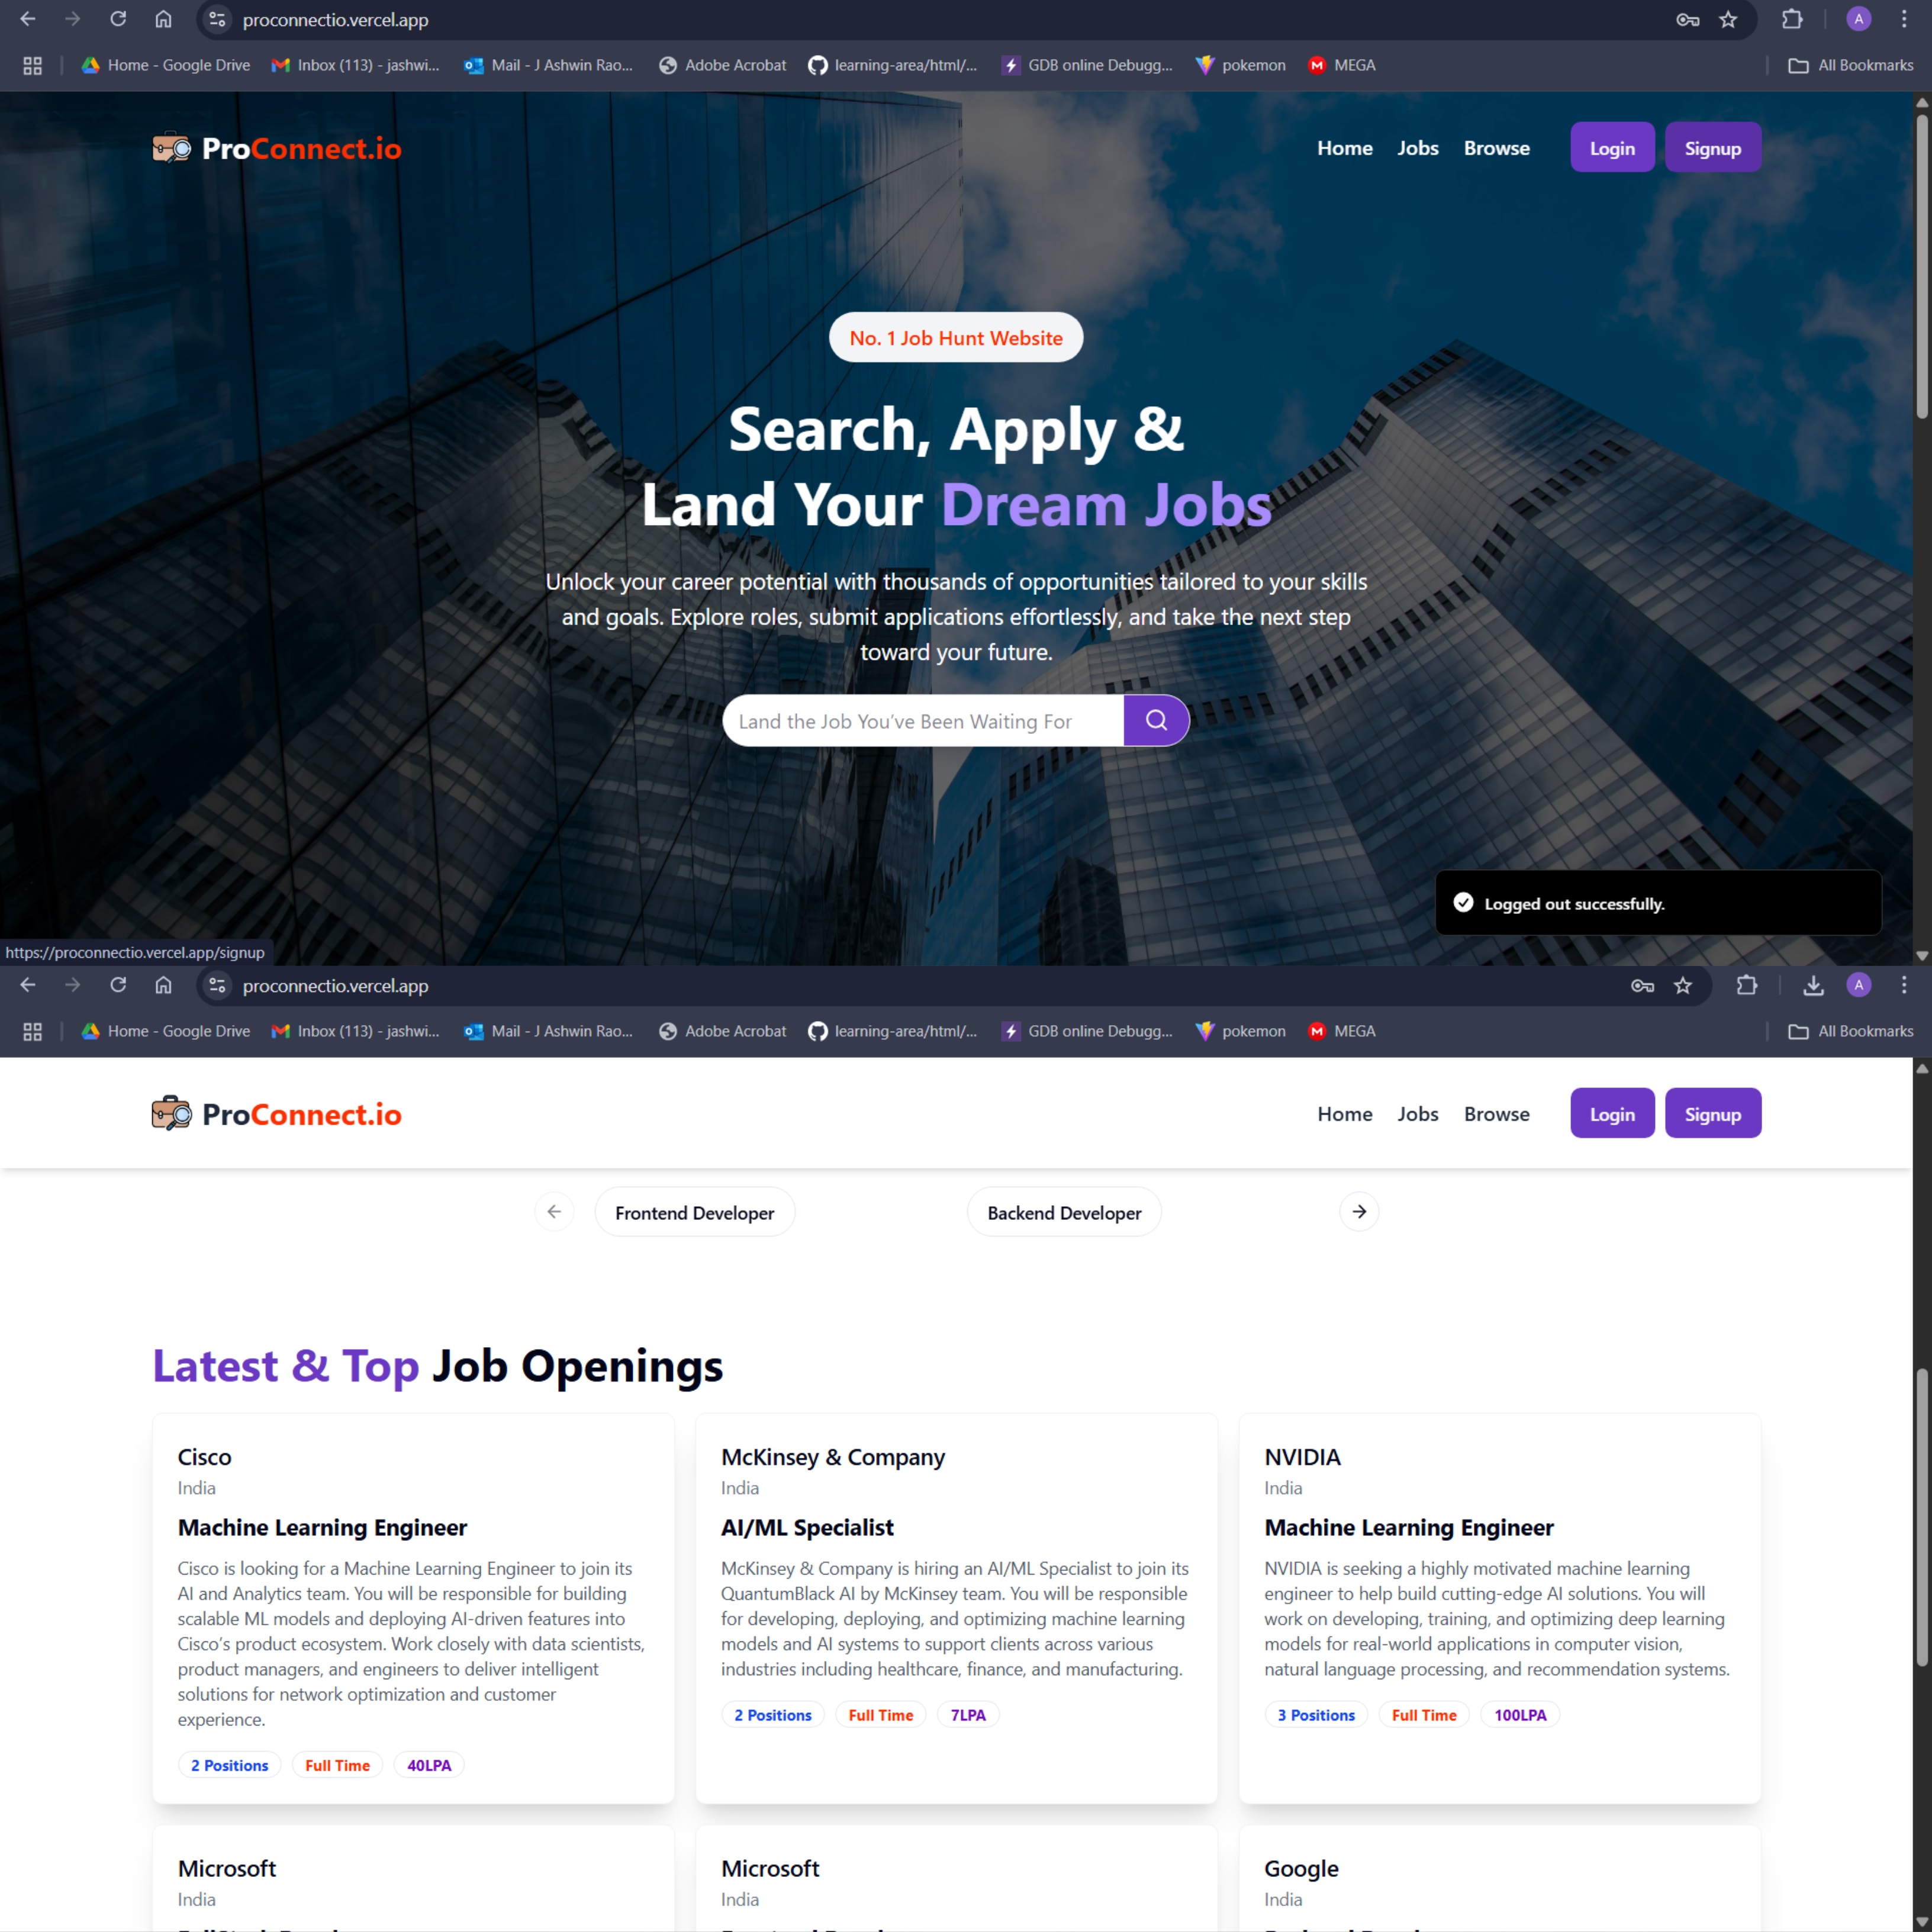 proconnectio.vercel.app
A
Home - Google Drive
Inbox (113) - jashwi...
Mail - J Ashwin Rao...
Adobe Acrobat
learning-area/html/...
GDB online Debugg...
pokemon
MEGA
All Bookmarks
ProConnect.io
Home
Jobs
Browse
Login
Signup
No. 1 Job Hunt Website
Search, Apply &
Land Your Dream Jobs
Unlock your career potential with thousands of opportunities tailored to your skills
and goals. Explore roles, submit applications effortlessly, and take the next step
toward your future.
Land the Job You've Been Waiting For
Logged out successfully.
https://proconnectio.vercel.app/signup
proconnectio.vercel.app
A
Home - Google Drive
Inbox (113) - jashwi...
Mail - J Ashwin Rao...
Adobe Acrobat
learning-area/html/...
GDB online Debugg...
pokemon
MEGA
All Bookmarks
ProConnect.io
Home
Jobs
Browse
Login
Signup
Frontend Developer
Backend Developer
Latest & Top Job Openings
Cisco
India
Machine Learning Engineer
Cisco is looking for a Machine Learning Engineer to join its
AI and Analytics team. You will be responsible for building
scalable ML models and deploying AI-driven features into
Cisco's product ecosystem. Work closely with data scientists,
product managers, and engineers to deliver intelligent
solutions for network optimization and customer
experience.
2 Positions
Full Time
40LPA
McKinsey & Company
India
AI/ML Specialist
McKinsey & Company is hiring an AI/ML Specialist to join its
QuantumBlack AI by McKinsey team. You will be responsible
for developing, deploying, and optimizing machine learning
models and AI systems to support clients across various
industries including healthcare, finance, and manufacturing.
2 Positions
Full Time
7LPA
NVIDIA
India
Machine Learning Engineer
NVIDIA is seeking a highly motivated machine learning
engineer to help build cutting-edge AI solutions. You will
work on developing, training, and optimizing deep learning
models for real-world applications in computer vision,
natural language processing, and recommendation systems.
3 Positions
Full Time
100LPA
Microsoft
India
Microsoft
India
Google
India